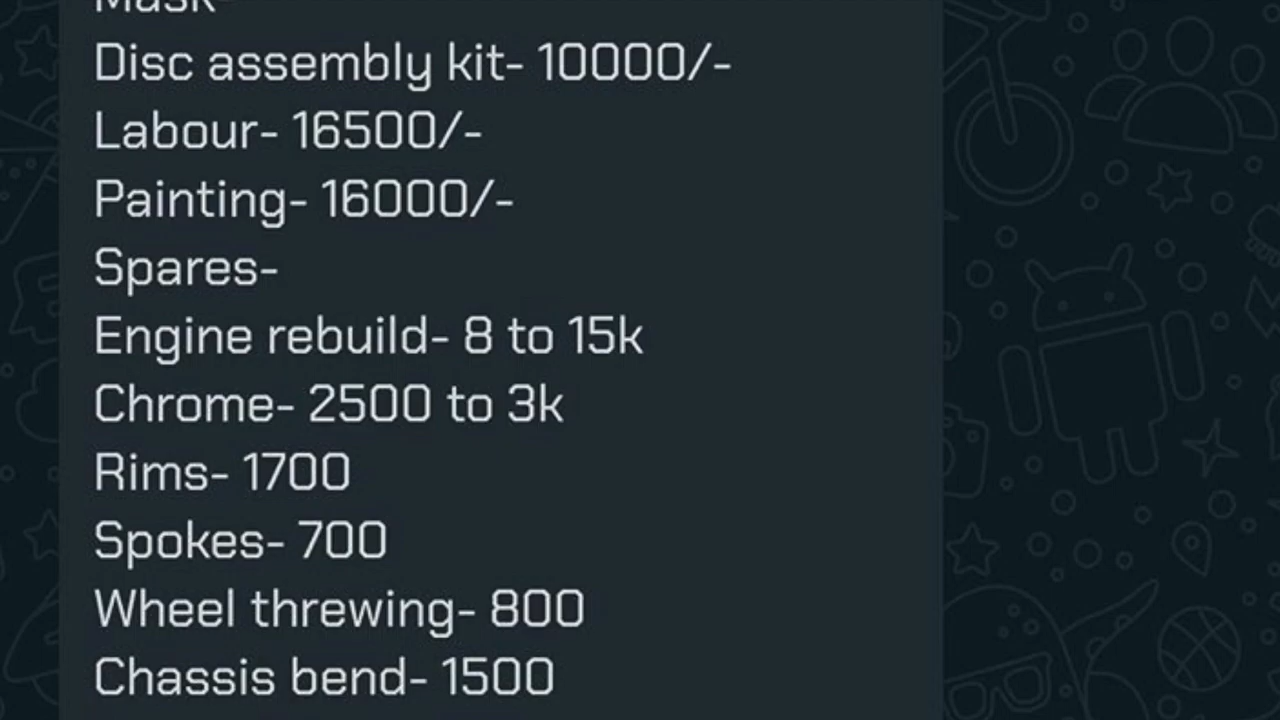 Mask-
Disc assembly kit- 10000/-
Labour- 16500/-
Painting- 16000/-
Spares-
Engine rebuild- 8 to 15k
Chrome- 2500 to 3k
Rims- 1700
Spokes- 700
Wheel threwing- 800
Chassis bend- 1500